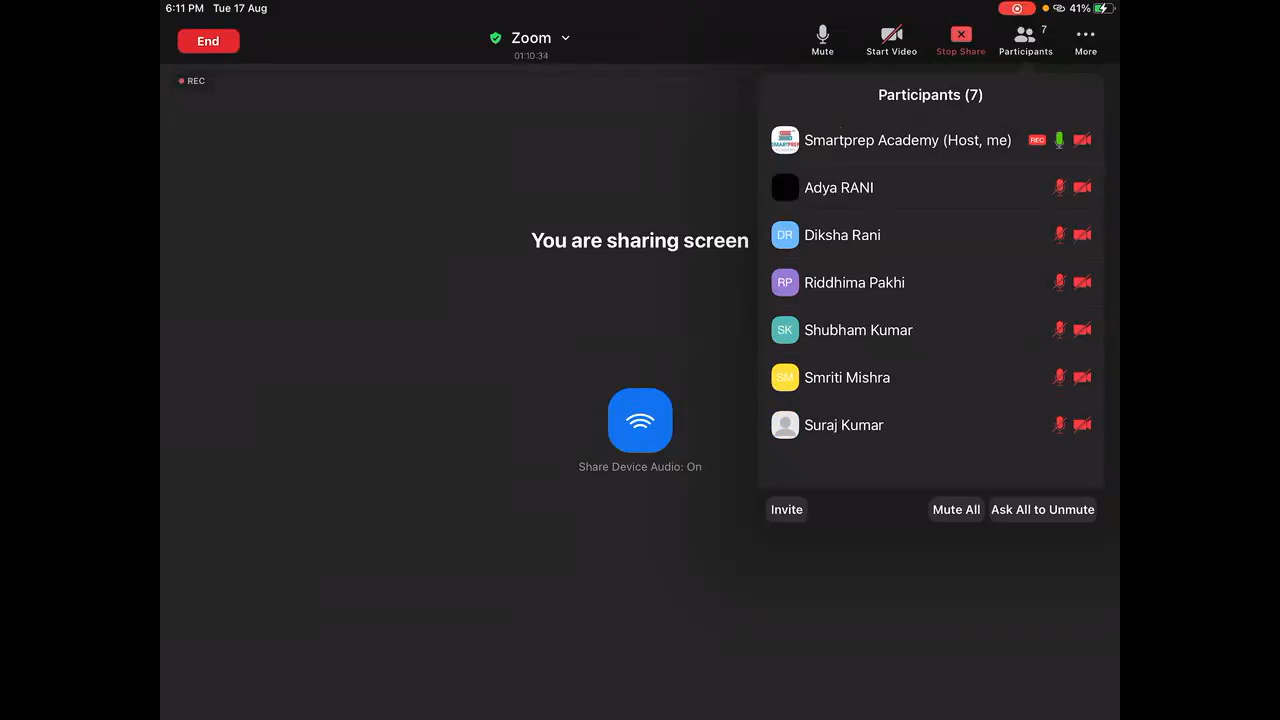 6:11 PM Tue 17 Aug
41%
End
Zoom
01:10:34
Mute
Start Video
Stop Share
Participants
7
More
REC
Participants (7)
SMARTPREP
ACADEMY
Smartprep Academy (Host, me)
REC
Adya RANI
DR
Diksha Rani
You are sharing screen
RP
Riddhima Pakhi
SK
Shubham Kumar
SM
Smriti Mishra
Suraj Kumar
Share Device Audio: On
Invite
Mute All
Ask All to Unmute